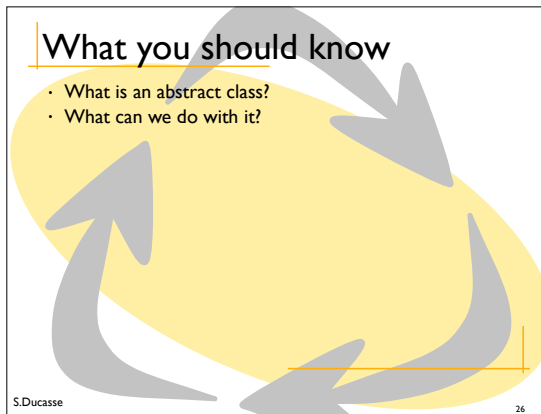 What you should know
· What is an abstract class?
· What can we do with it?
S.Ducasse
26